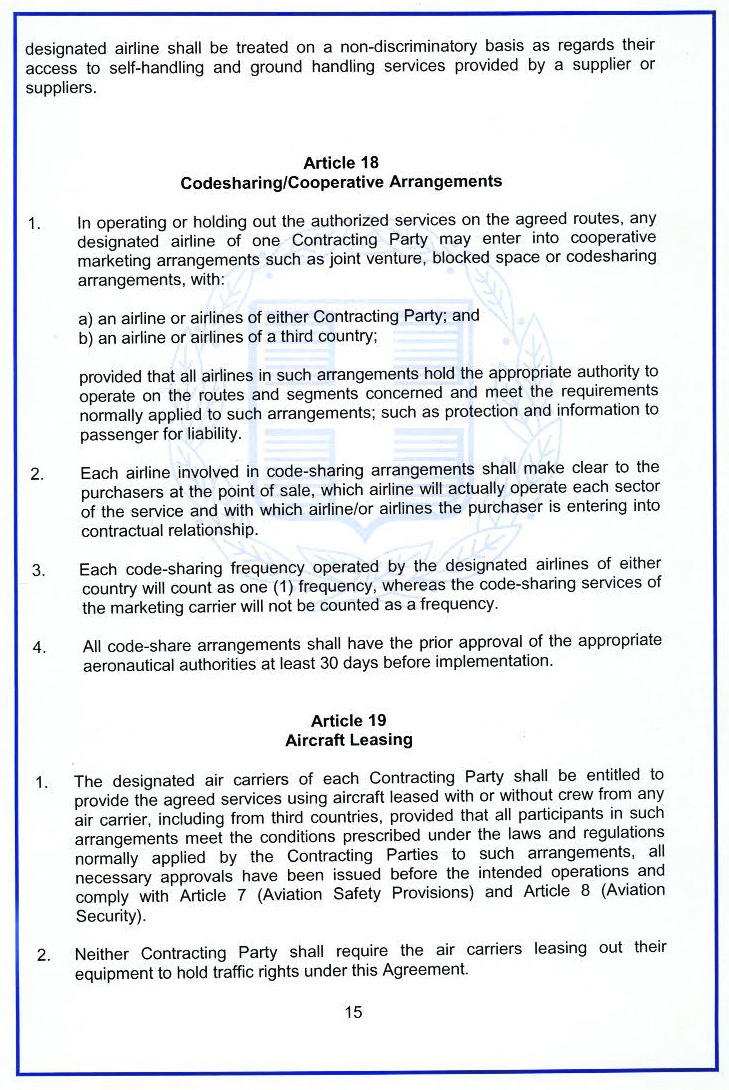 designated airline shall be treated on a non-discriminatory basis as regards their
access to self-handling and ground handling services provided by a supplier or
suppliers.
Article 18
Codesharing/Cooperative Arrangements
1. In operating or holding out the authorized services on the agreed routes, any
designated airline of one Contracting Party may enter into cooperative
marketing arrangements such as joint venture, blocked space or codesharing
arrangements, with:
a) an airline or airlines of either Contracting Party; and
b) an airline or airlines of a third country;
provided that all airlines in such arrangements hold the appropriate authority to
operate on the routes and segments concerned and meet the requirements
normally applied to such arrangements; such as protection and information to
passenger for liability.
2. Each airline involved in code-sharing arrangements shall make clear to the
purchasers at the point of sale, which airline will actually operate each sector
of the service and with which airline/or airlines the purchaser is entering into
contractual relationship.
3. Each code-sharing frequency operated by the designated airlines of either
country will count as one (1) frequency, whereas the code-sharing services of
the marketing carrier will not be counted as a frequency.
4. All code-share arrangements shall have the prior approval of the appropriate
aeronautical authorities at least 30 days before implementation.
Article 19
Aircraft Leasing
1. The designated air carriers of each Contracting Party shall be entitled to
provide the agreed services using aircraft leased with or without crew from any
air carrier, including from third countries, provided that all participants in such
arrangements meet the conditions prescribed under the laws and regulations
normally applied by the Contracting Parties to such arrangements, all
necessary approvals have been issued before the intended operations and
comply with Article 7 (Aviation Safety Provisions) and Article 8 (Aviation
Security).
2. Neither Contracting Party shall require the air carriers leasing out their
equipment to hold traffic rights under this Agreement.
15